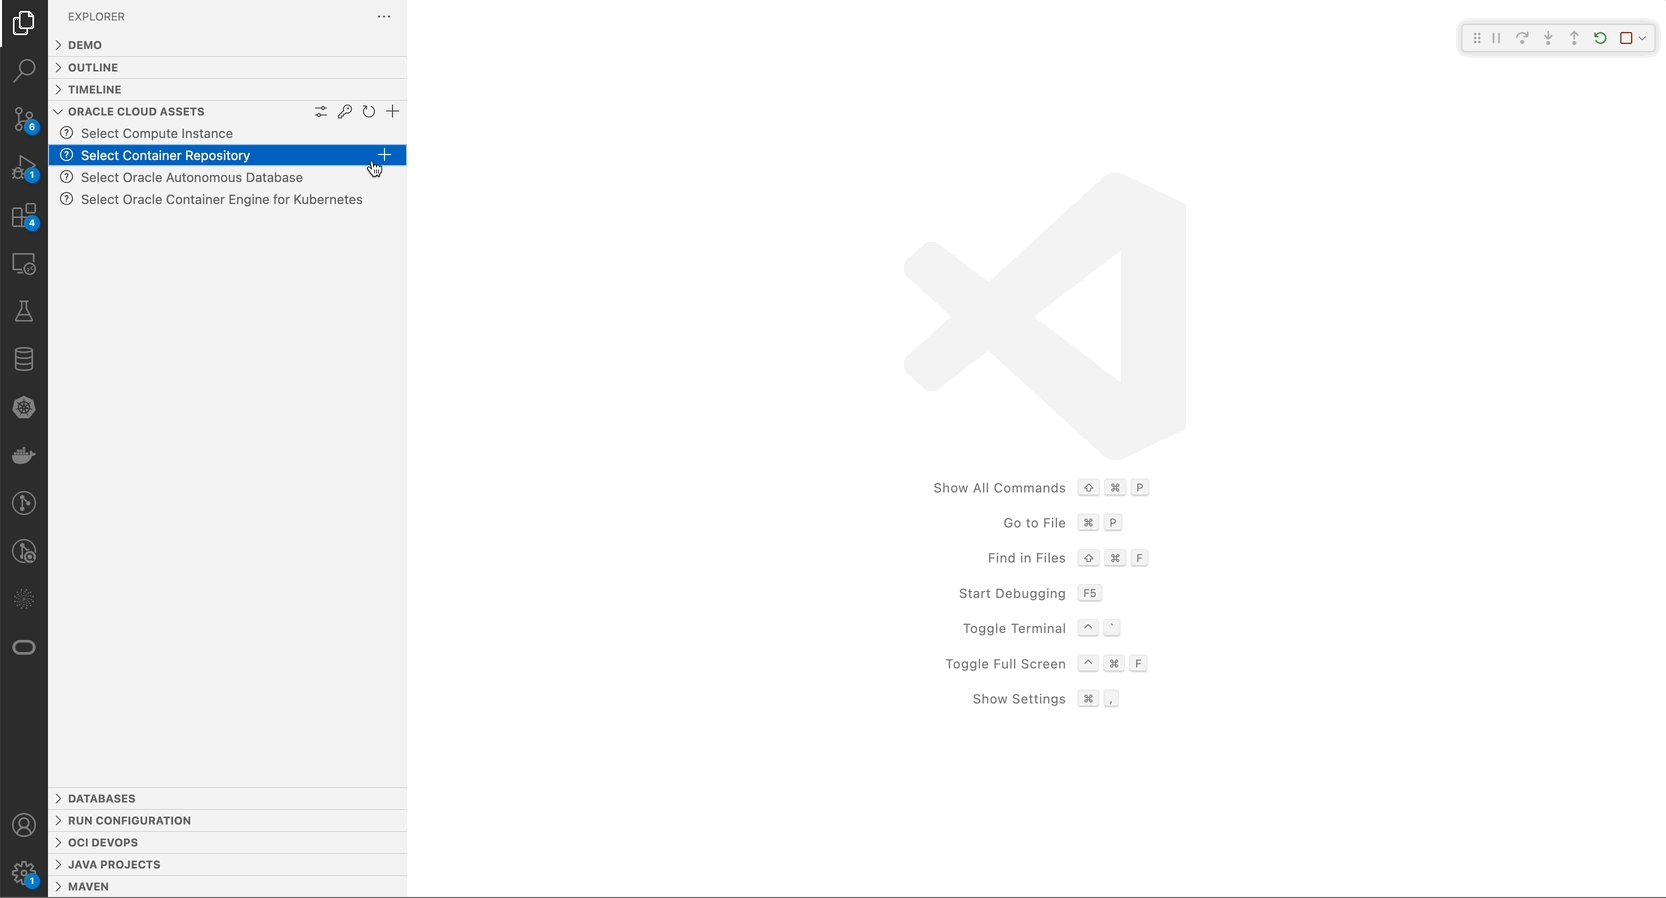 EXPLORER
DEMO
OUTLINE
TIMELINE
ORACLE CLOUD ASSETS
Select Compute Instance
Select Container Repository
Select Oracle Autonomous Database
Select Oracle Container Engine for Kubernetes
6
1
4
1
DATABASES
RUN CONFIGURATION
OCI DEVOPS
JAVA PROJECTS
MAVEN
Show All Commands ⇧ ⌘ P
Go to File ⌘ P
Find in Files ⇧ ⌘ F
Start Debugging F5
Toggle Terminal ^ `
Toggle Full Screen ^ ⌘ F
Show Settings ⌘ ,